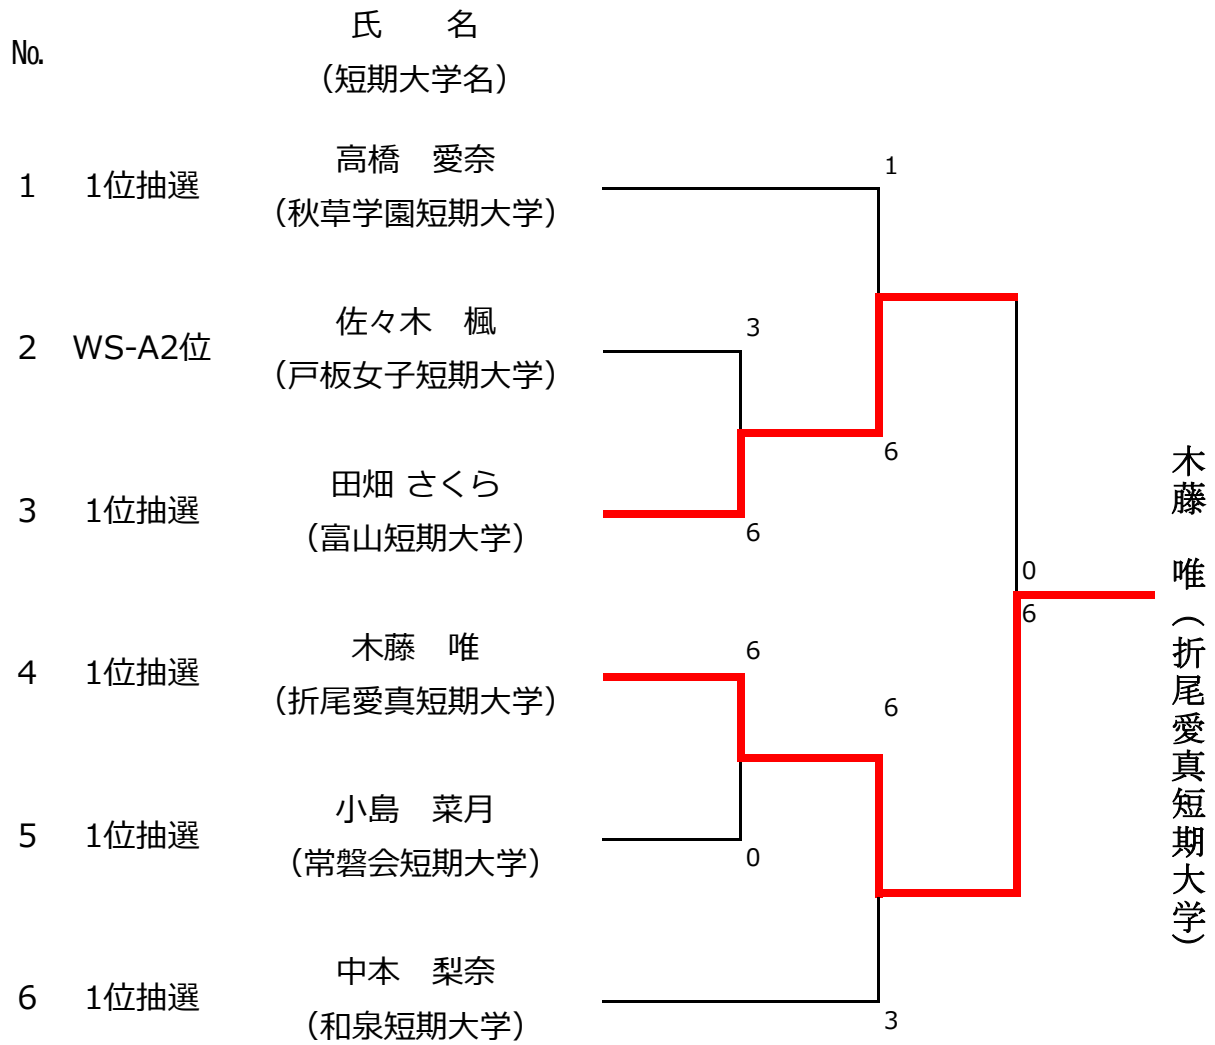 氏　名
№
（短期大学名）
高橋　愛奈
1
1 1位抽選
（秋草学園短期大学）
佐々木　楓
3
2 WS-A2位
（戸板女子短期大学）
6
田畑 さくら
3 1位抽選
（富山短期大学）
6
0
6
木藤　唯
6
4 1位抽選
（折尾愛真短期大学）
6
小島　菜月
5 1位抽選
（常磐会短期大学）
0
中本　梨奈
6 1位抽選
（和泉短期大学）
3
木藤　唯（折尾愛真短期大学）